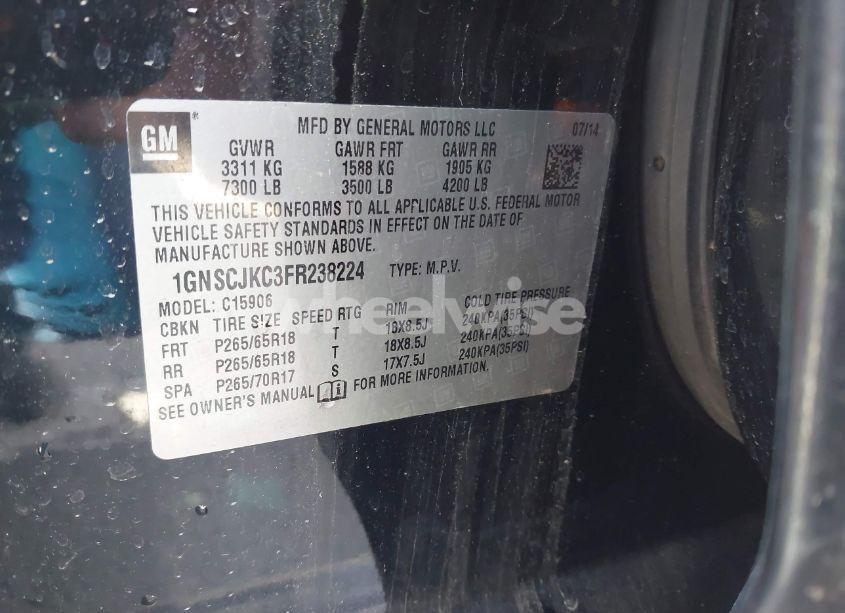 GM
MFD BY GENERAL MOTORS LLC 07/14
GVWR GAWR FRT GAWR RR
3311 KG 1588 KG 1905 KG
7300 LB 3500 LB 4200 LB
THIS VEHICLE CONFORMS TO ALL APPLICABLE U.S. FEDERAL MOTOR
VEHICLE SAFETY STANDARDS IN EFFECT ON THE DATE OF
MANUFACTURE SHOWN ABOVE.
1GNSCJKC3FR238224 TYPE: M.P.V.
MODEL: C15906
CBKN TIRE SIZE SPEED RTG RIM COLD TIRE PRESSURE
FRT P265/65R18 T 18X8.5J 240KPA(35PSI)
RR P265/65R18 T 18X8.5J 240KPA(35PSI)
SPA P265/70R17 S 17X7.5J 240KPA(35PSI)
SEE OWNER'S MANUAL FOR MORE INFORMATION.
wheelwise